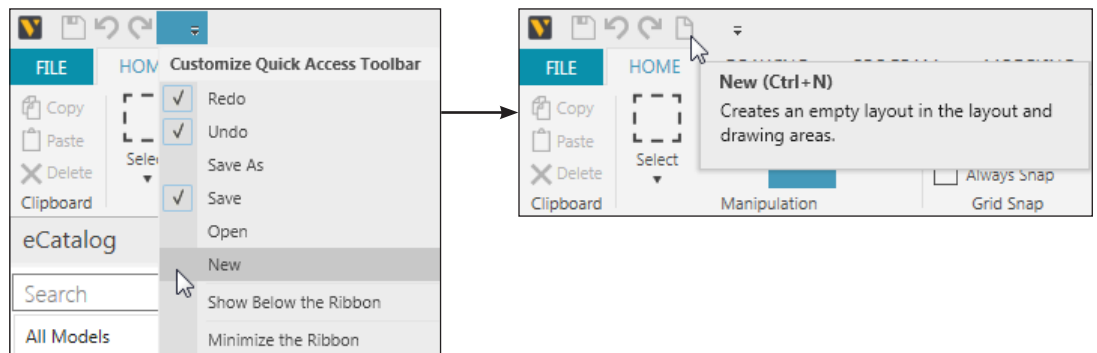 FILE
HOM
Copy
Paste
Delete
Clipboard
Selec
Customize Quick Access Toolbar
Redo
Undo
Save As
Save
Open
New
Show Below the Ribbon
Minimize the Ribbon
eCatalog
Search
All Models
FILE
HOME
Copy
Paste
Delete
Clipboard
Select
Manipulation
New (Ctrl+N)
Creates an empty layout in the layout and
drawing areas.
Always Snap
Grid Snap